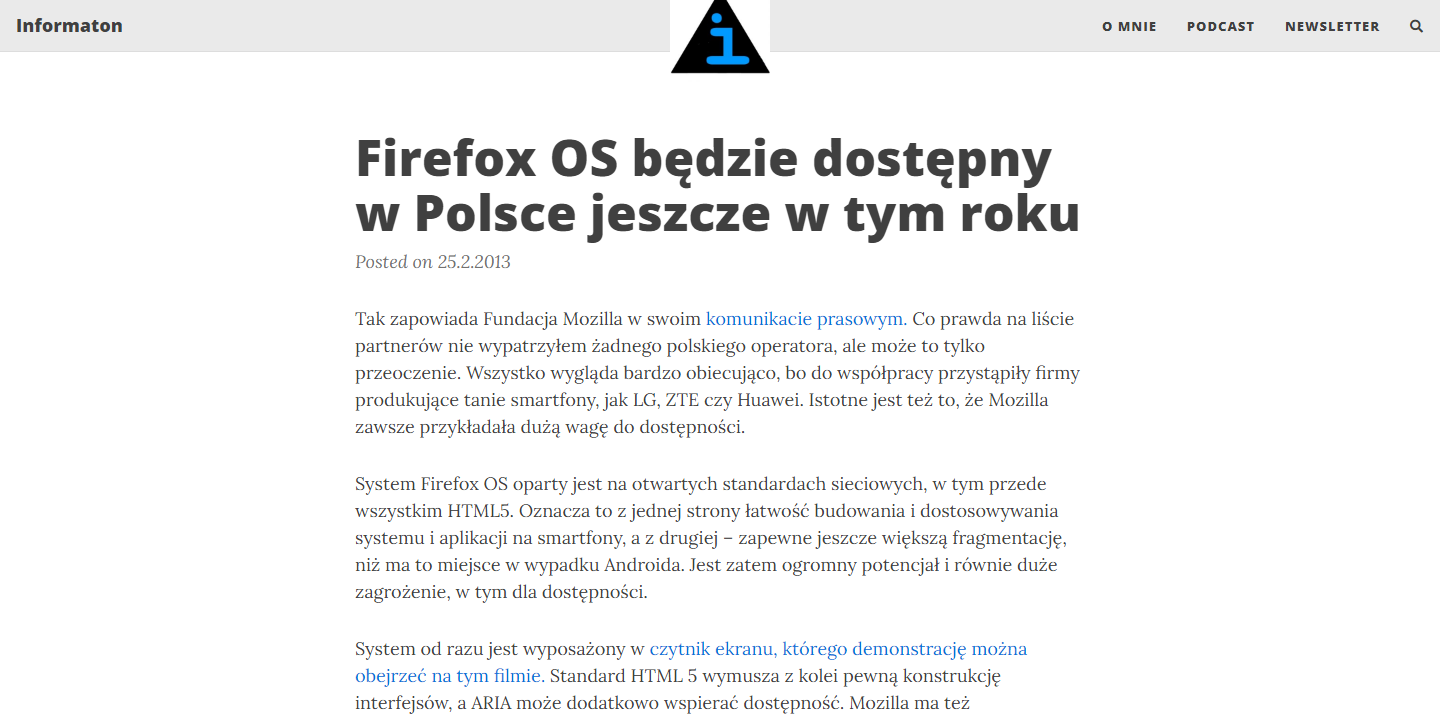 Informaton
i
O MNIE
PODCAST
NEWSLETTER
Firefox OS będzie dostępny
w Polsce jeszcze w tym roku
Posted on 25.2.2013
Tak zapowiada Fundacja Mozilla w swoim komunikacie prasowym. Co prawda na liście
partnerów nie wypatrzyłem żadnego polskiego operatora, ale może to tylko
przeoczenie. Wszystko wygląda bardzo obiecująco, bo do współpracy przystąpiły firmy
produkujące tanie smartfony, jak LG, ZTE czy Huawei. Istotne jest też to, że Mozilla
zawsze przykładała dużą wagę do dostępności.
System Firefox OS oparty jest na otwartych standardach sieciowych, w tym przede
wszystkim HTML5. Oznacza to z jednej strony łatwość budowania i dostosowywania
systemu i aplikacji na smartfony, a z drugiej – zapewne jeszcze większą fragmentację,
niż ma to miejsce w wypadku Androida. Jest zatem ogromny potencjał i równie duże
zagrożenie, w tym dla dostępności.
System od razu jest wyposażony w czytnik ekranu, którego demonstrację można
obejrzeć na tym filmie. Standard HTML 5 wymusza z kolei pewną konstrukcję
interfejsów, a ARIA może dodatkowo wspierać dostępność. Mozilla ma też